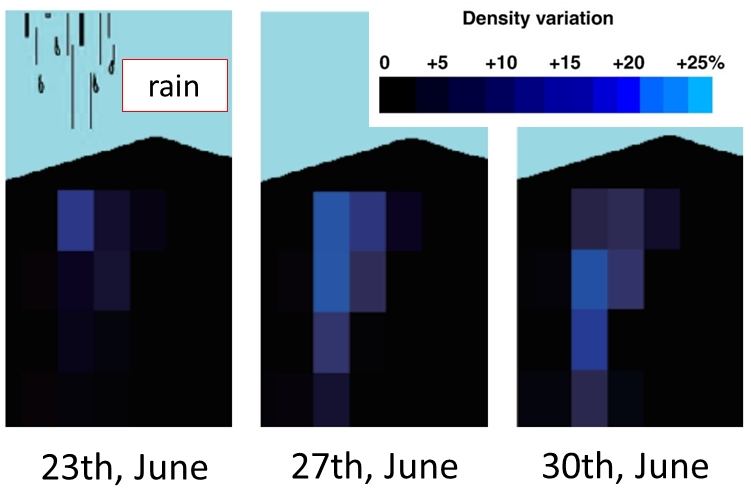 Density variation
0 +5 +10 +15 +20 +25%
rain
23th, June
27th, June
30th, June